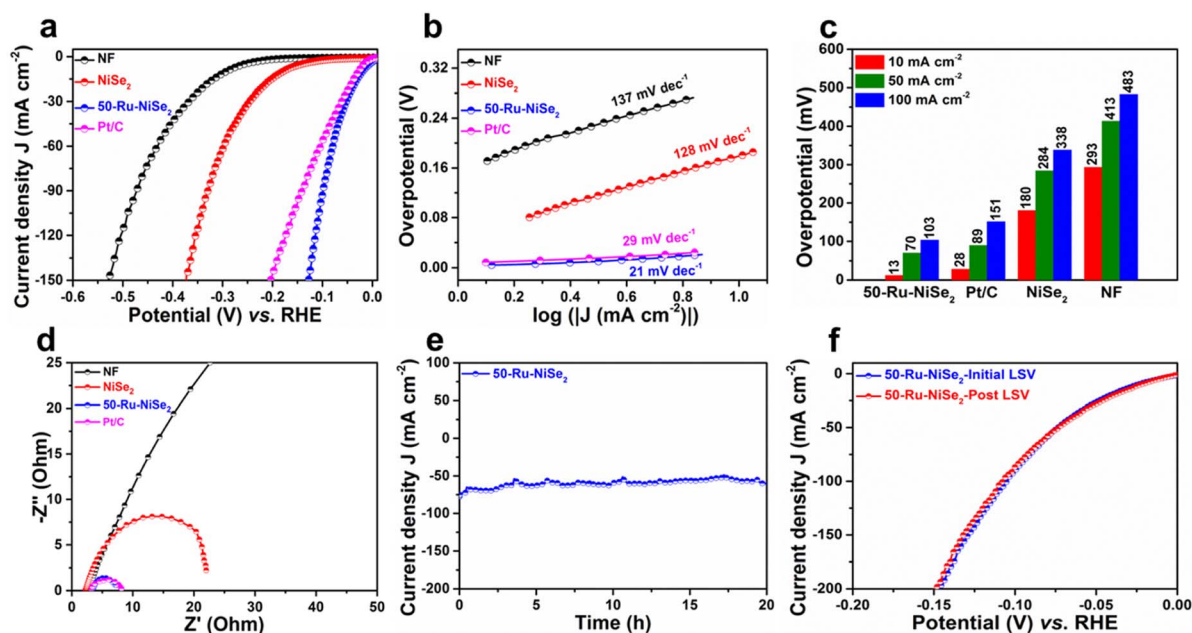 a
Current density J (mA cm⁻²)
0
-30
-60
-90
-120
-150
NF
NiSe₂
50-Ru-NiSe₂
Pt/C
-0.6 -0.5 -0.4 -0.3 -0.2 -0.1 0.0
Potential (V) vs. RHE
b
Overpotential (V)
0.32
0.24
0.16
0.08
0.00
NF
NiSe₂
50-Ru-NiSe₂
Pt/C
137 mV dec⁻¹
128 mV dec⁻¹
29 mV dec⁻¹
21 mV dec⁻¹
0.0 0.2 0.4 0.6 0.8 1.0
log (|J (mA cm⁻²)|)
c
Overpotential (mV)
600
500
400
300
200
100
0
10 mA cm⁻²
50 mA cm⁻²
100 mA cm⁻²
13 70 103
28 89 151
180 284 338
293 413 483
50-Ru-NiSe₂ Pt/C NiSe₂ NF
d
-Z'' (Ohm)
25
20
15
10
5
0
NF
NiSe₂
50-Ru-NiSe₂
Pt/C
0 10 20 30 40 50
Z' (Ohm)
e
Current density J (mA cm⁻²)
100
50
0
-50
-100
-150
-200
50-Ru-NiSe₂
0 5 10 15 20
Time (h)
f
Current density J (mA cm⁻²)
0
-50
-100
-150
-200
50-Ru-NiSe₂-Initial LSV
50-Ru-NiSe₂-Post LSV
-0.20 -0.15 -0.10 -0.05 0.00
Potential (V) vs. RHE